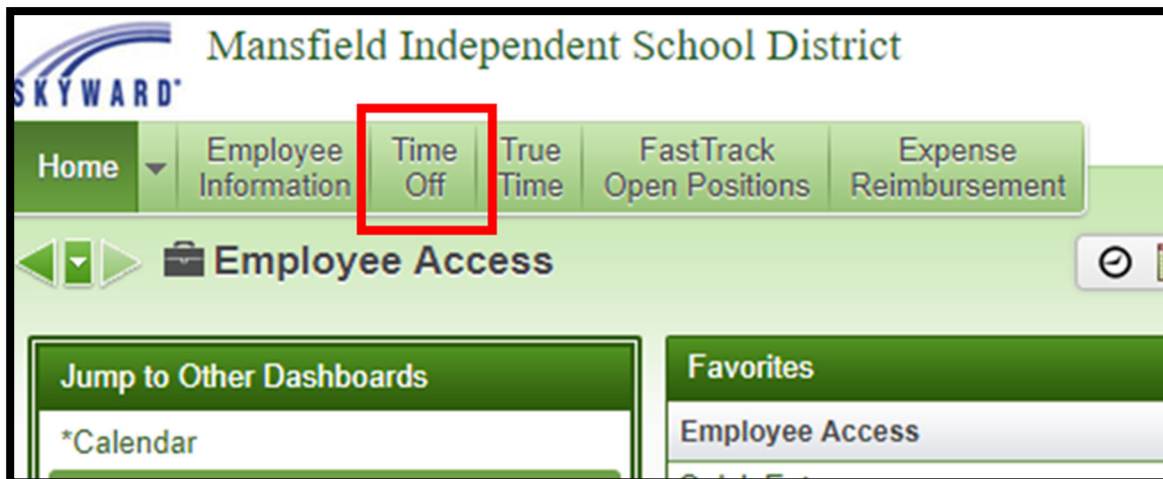 Mansfield Independent School District
SKYWARD
Home
Employee
Information
Time
Off
True
Time
FastTrack
Open Positions
Expense
Reimbursement
Employee Access
Jump to Other Dashboards
*Calendar
Favorites
Employee Access